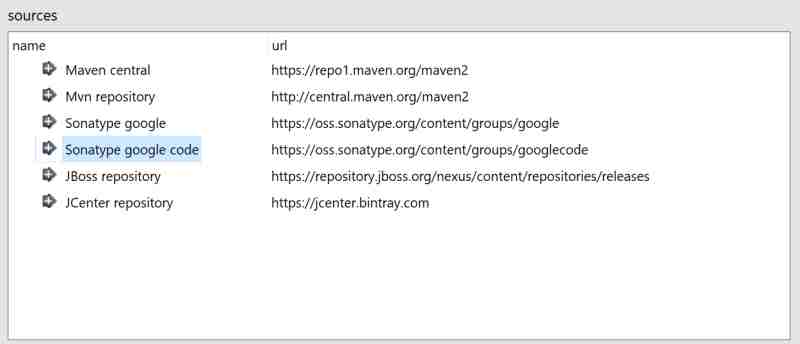 sources
name url
Maven central https://repo1.maven.org/maven2
Mvn repository http://central.maven.org/maven2
Sonatype google https://oss.sonatype.org/content/groups/google
Sonatype google code https://oss.sonatype.org/content/groups/googlecode
JBoss repository https://repository.jboss.org/nexus/content/repositories/releases
JCenter repository https://jcenter.bintray.com